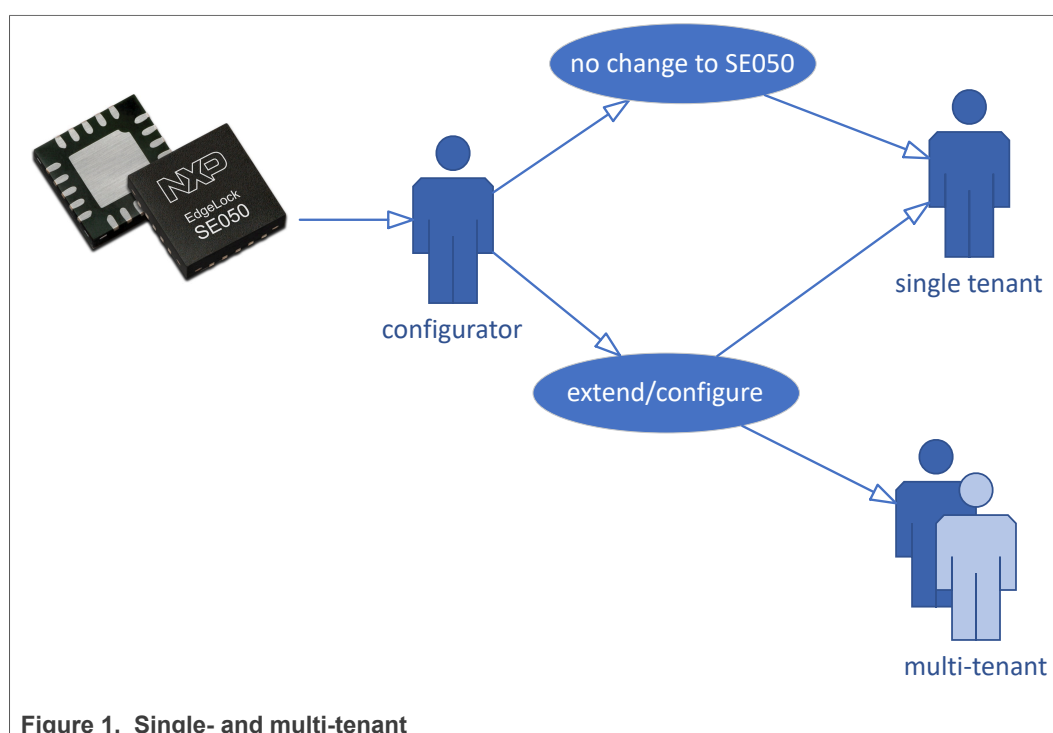 no change to SE050
NXP
EdgeLock
SE050
single tenant
configurator
extend/configure
multi-tenant
Figure 1. Single- and multi-tenant